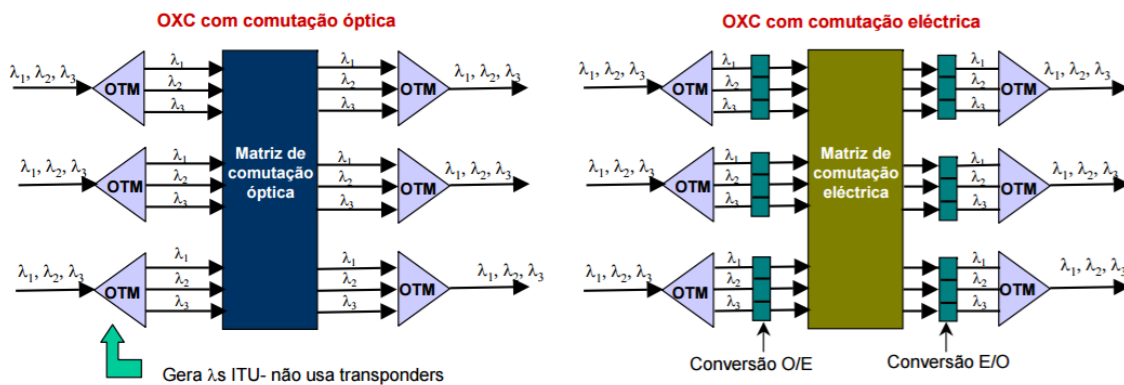 OXC com comutação óptica
λ1, λ2, λ3
OTM
λ1
λ2
λ3
λ1
λ2
λ3
OTM
λ1, λ2, λ3
λ1, λ2, λ3
OTM
λ1
λ2
λ3
Matriz de
comutação
óptica
λ1
λ2
λ3
OTM
λ1, λ2, λ3
λ1, λ2, λ3
OTM
λ1
λ2
λ3
λ1
λ2
λ3
OTM
λ1, λ2, λ3
Gera λs ITU- não usa transponders
OXC com comutação eléctrica
λ1, λ2, λ3
OTM
λ1
λ2
λ3
λ1
λ2
λ3
OTM
λ1, λ2, λ3
λ1, λ2, λ3
OTM
λ1
λ2
λ3
Matriz de
comutação
eléctrica
λ1
λ2
λ3
OTM
λ1, λ2, λ3
λ1, λ2, λ3
OTM
λ1
λ2
λ3
λ1
λ2
λ3
OTM
λ1, λ2, λ3
Conversão O/E
Conversão E/O